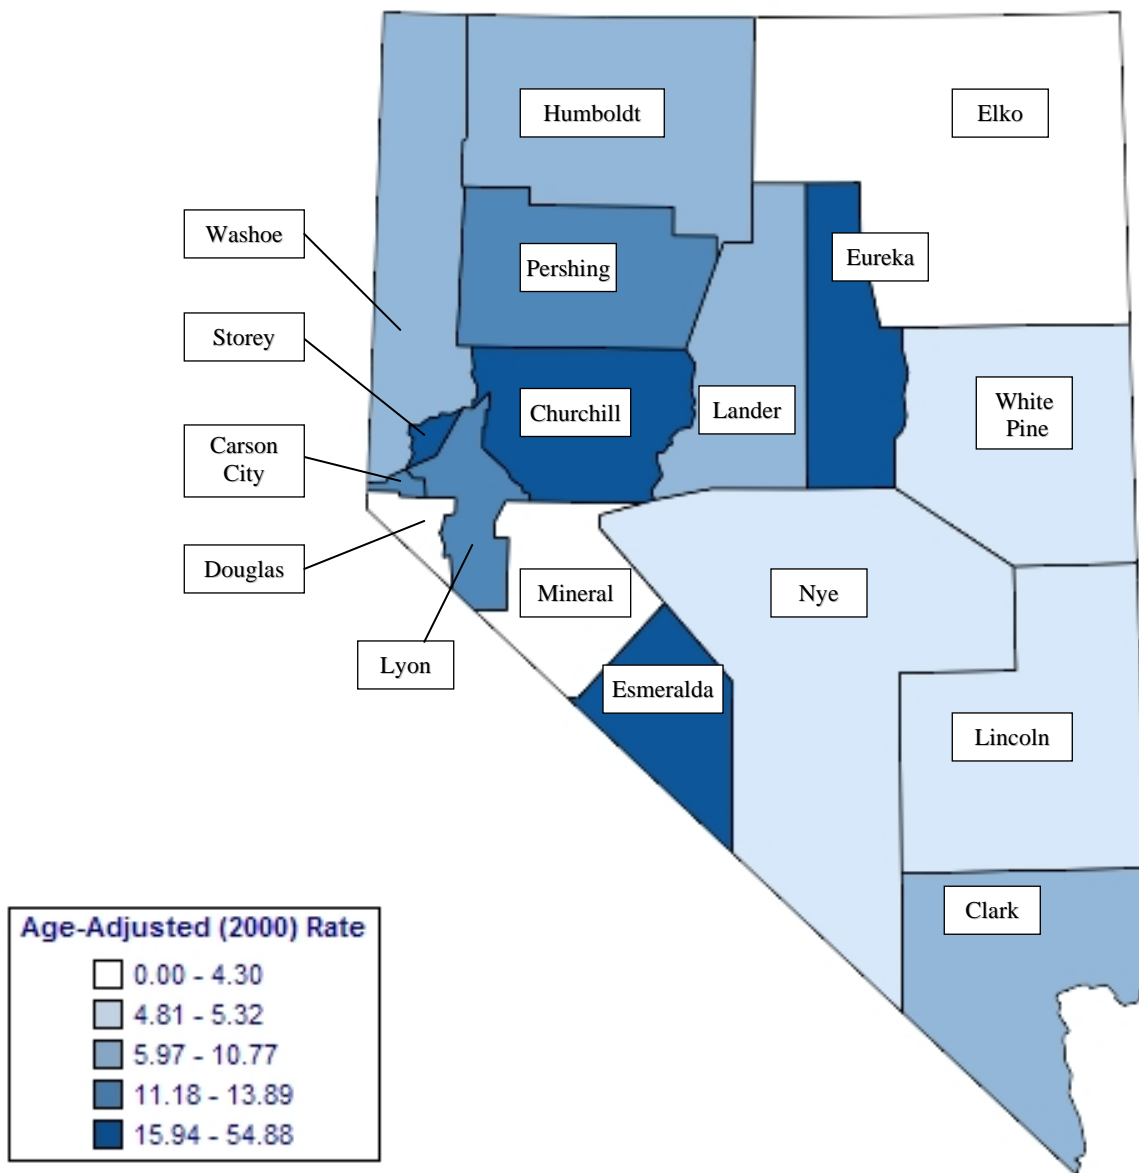 Humboldt
Elko
Washoe
Eureka
Pershing
Storey
Churchill
Lander
White
Pine
Carson
City
Douglas
Mineral
Nye
Lyon
Esmeralda
Lincoln
Clark
Age-Adjusted (2000) Rate
0.00 - 4.30
4.81 - 5.32
5.97 - 10.77
11.18 - 13.89
15.94 - 54.88